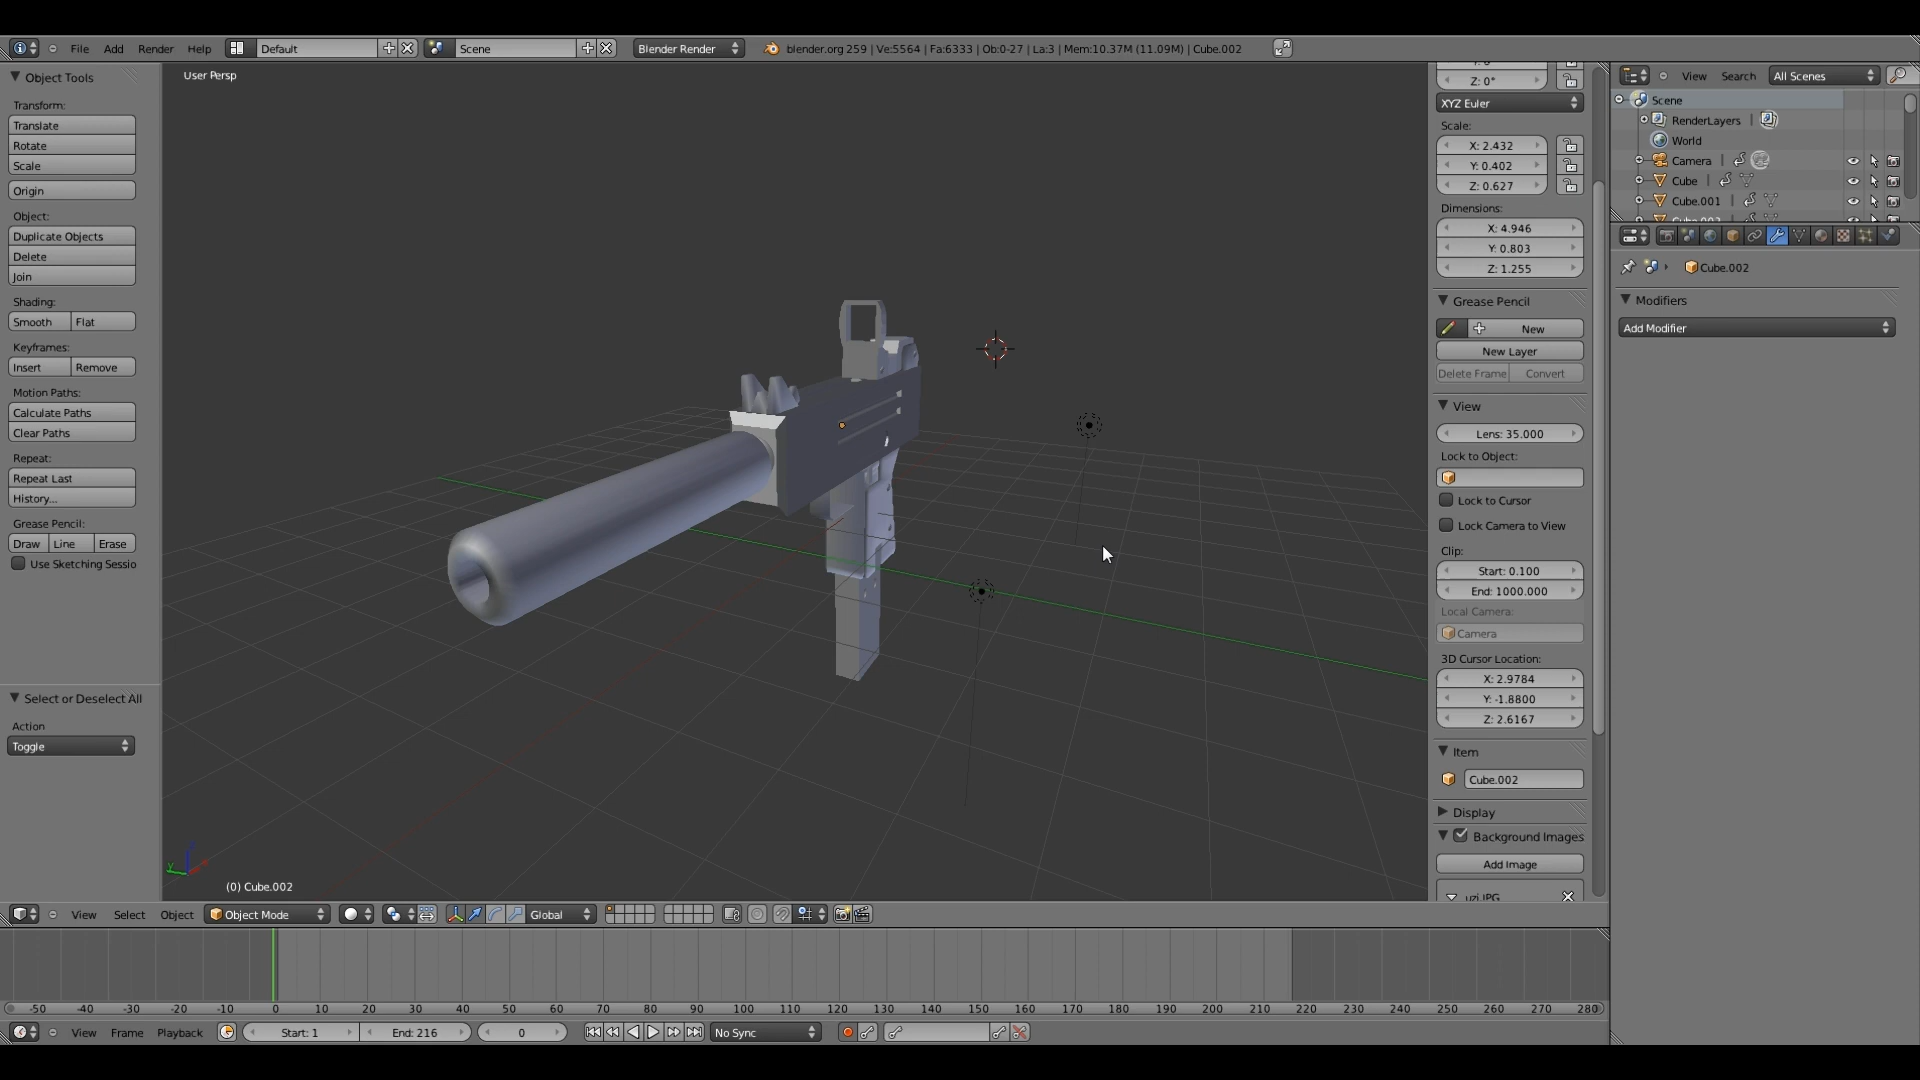 File Add Render Help Default Scene Blender Render blender.org 259 | Ve:5564 | Fa:6333 | Ob:0-27 | La:3 | Mem:10.37M (11.09M) | Cube.002
Object Tools
Transform:
Translate
Rotate
Scale
Origin
Object:
Duplicate Objects
Delete
Join
Shading:
Smooth Flat
Keyframes:
Insert Remove
Motion Paths:
Calculate Paths
Clear Paths
Repeat:
Repeat Last
History...
Grease Pencil:
Draw Line Erase
Use Sketching Sessio
Select or Deselect All
Action
Toggle
User Persp
(0) Cube.002
Z: 0°
XYZ Euler
Scale:
X: 2.432
Y: 0.402
Z: 0.627
Dimensions:
X: 4.946
Y: 0.803
Z: 1.255
Grease Pencil
New
New Layer
Delete Frame Convert
View
Lens: 35.000
Lock to Object:
Lock to Cursor
Lock Camera to View
Clip:
Start: 0.100
End: 1000.000
Local Camera:
Camera
3D Cursor Location:
X: 2.9784
Y: -1.8800
Z: 2.6167
Item
Cube.002
Display
Background Images
Add Image
uzi.JPG
View Search All Scenes
Scene
RenderLayers |
World
Camera |
Cube |
Cube.001 |
Cube.002
Cube.002
Modifiers
Add Modifier
View Select Object Object Mode Global
-50 -40 -30 -20 -10 0 10 20 30 40 50 60 70 80 90 100 110 120 130 140 150 160 170 180 190 200 210 220 230 240 250 260 270 280
View Frame Playback Start: 1 End: 216 0 No Sync